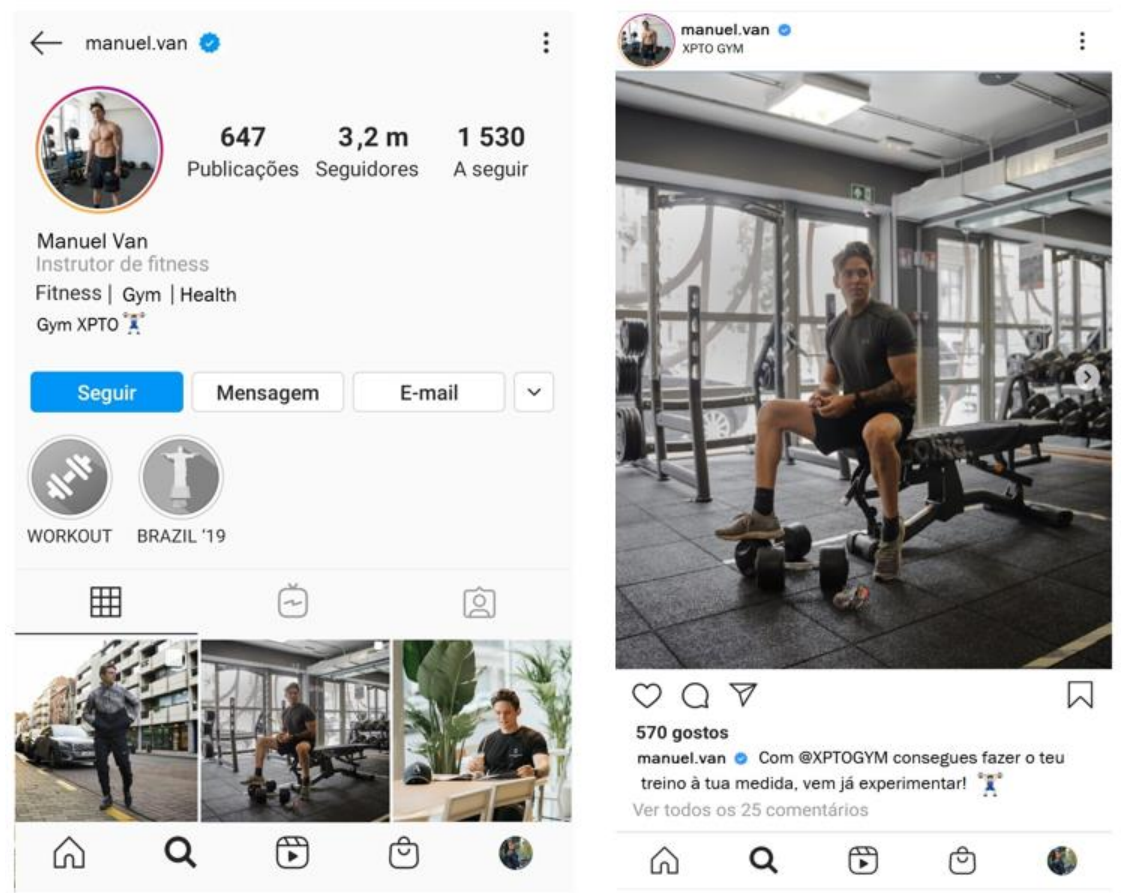 manuel.van
647 3,2 m 1 530
Publicações Seguidores A seguir
Manuel Van
Instrutor de fitness
Fitness | Gym | Health
Gym XPTO
Seguir Mensagem E-mail
WORKOUT BRAZIL '19
manuel.van
XPTO GYM
570 gostos
manuel.van Com @XPTOGYM consegues fazer o teu
treino à tua medida, vem já experimentar!
Ver todos os 25 comentários